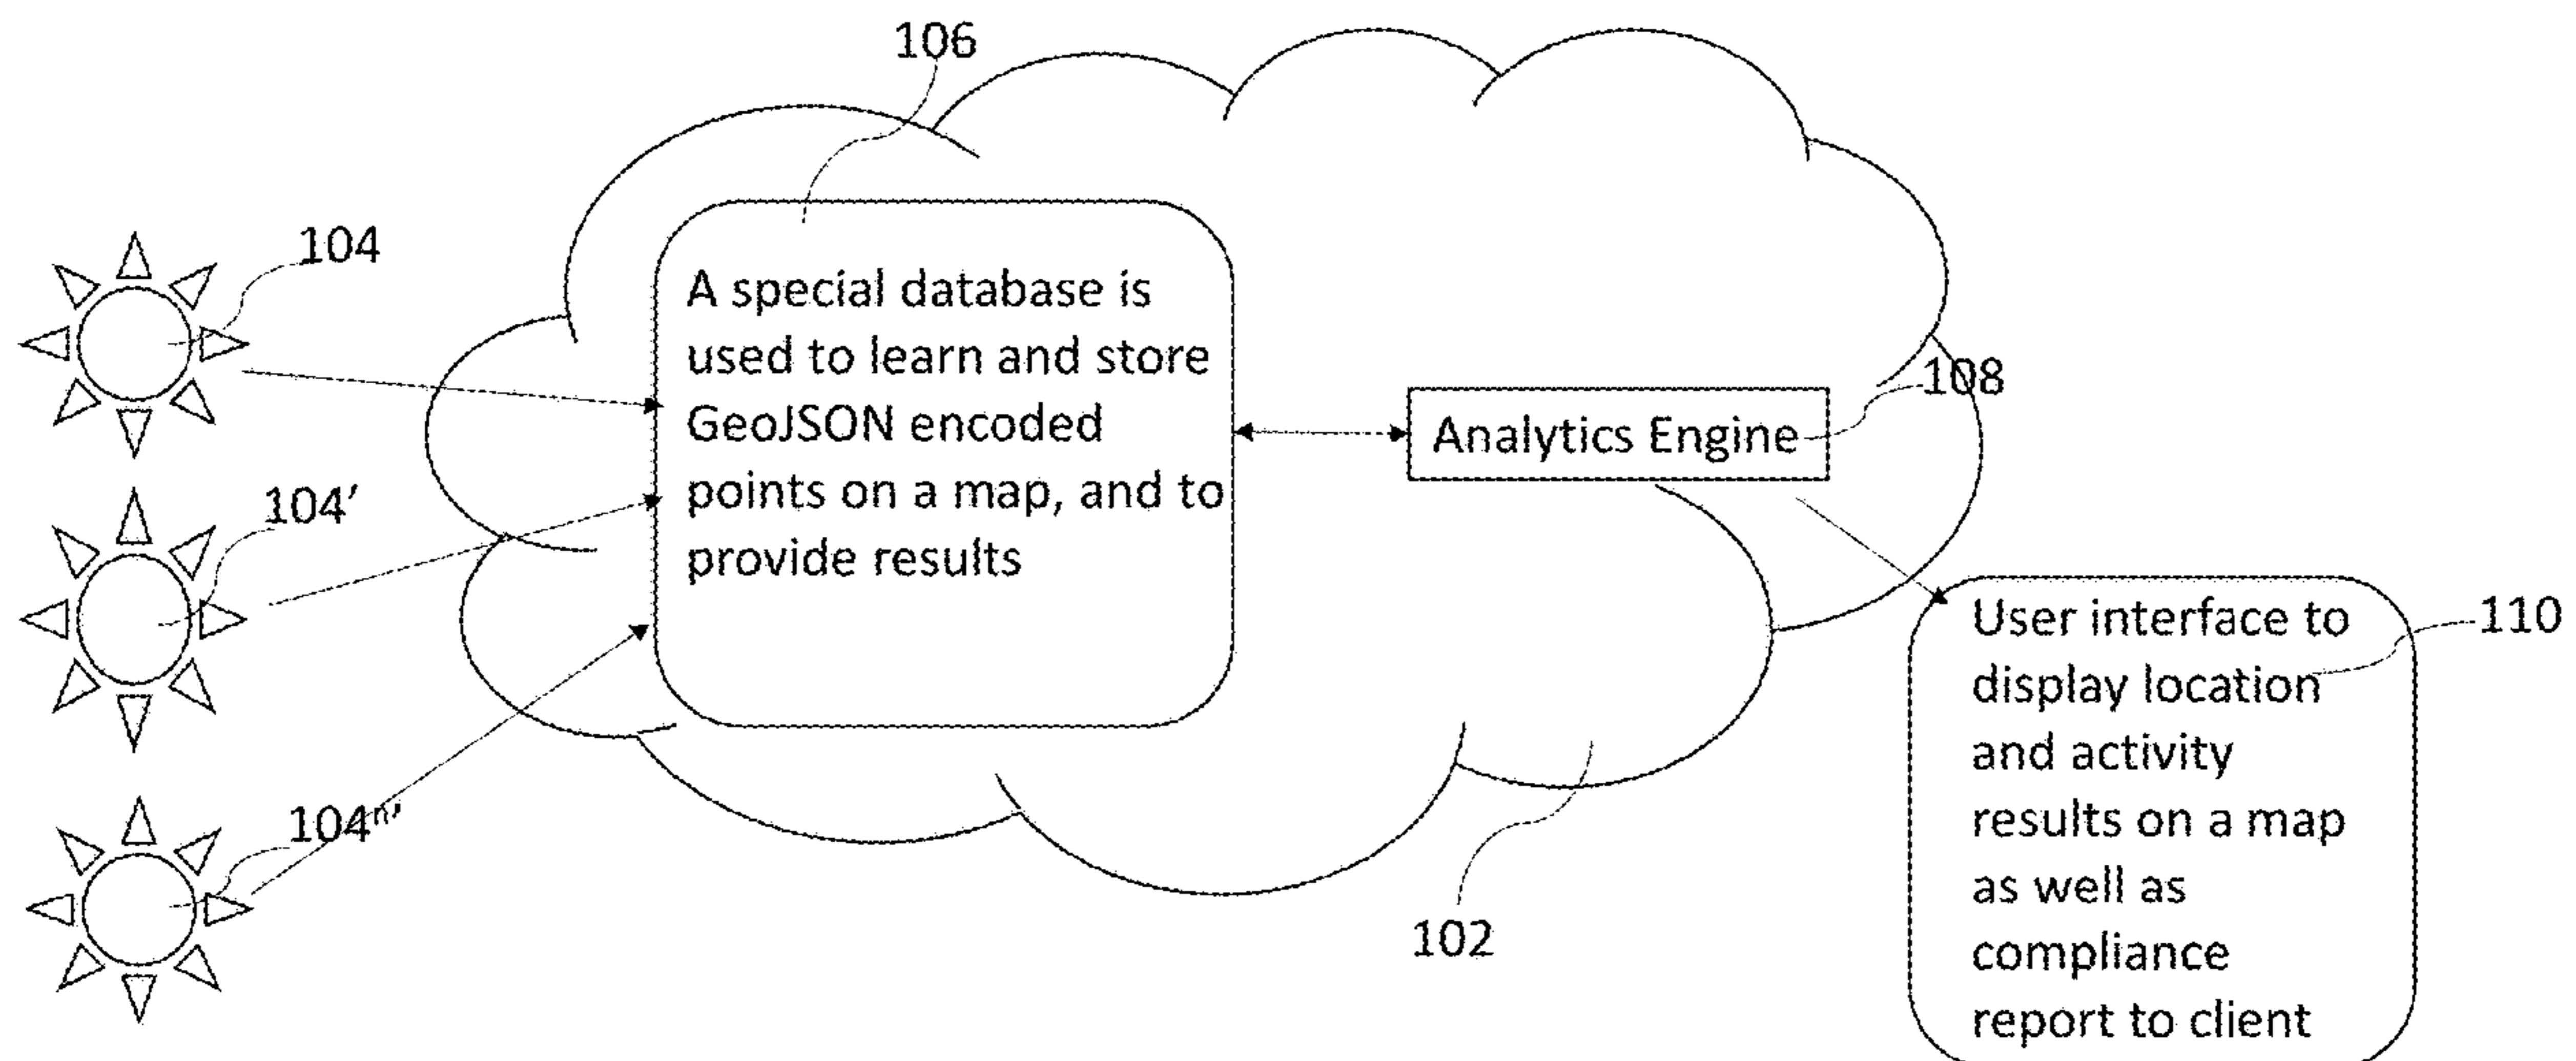 106
104
A special database is
used to learn and store
GeoJSON encoded
points on a map, and to
provide results
108
Analytics Engine
104'
User interface to
display location
and activity
results on a map
as well as
compliance
report to client
110
104n'
102